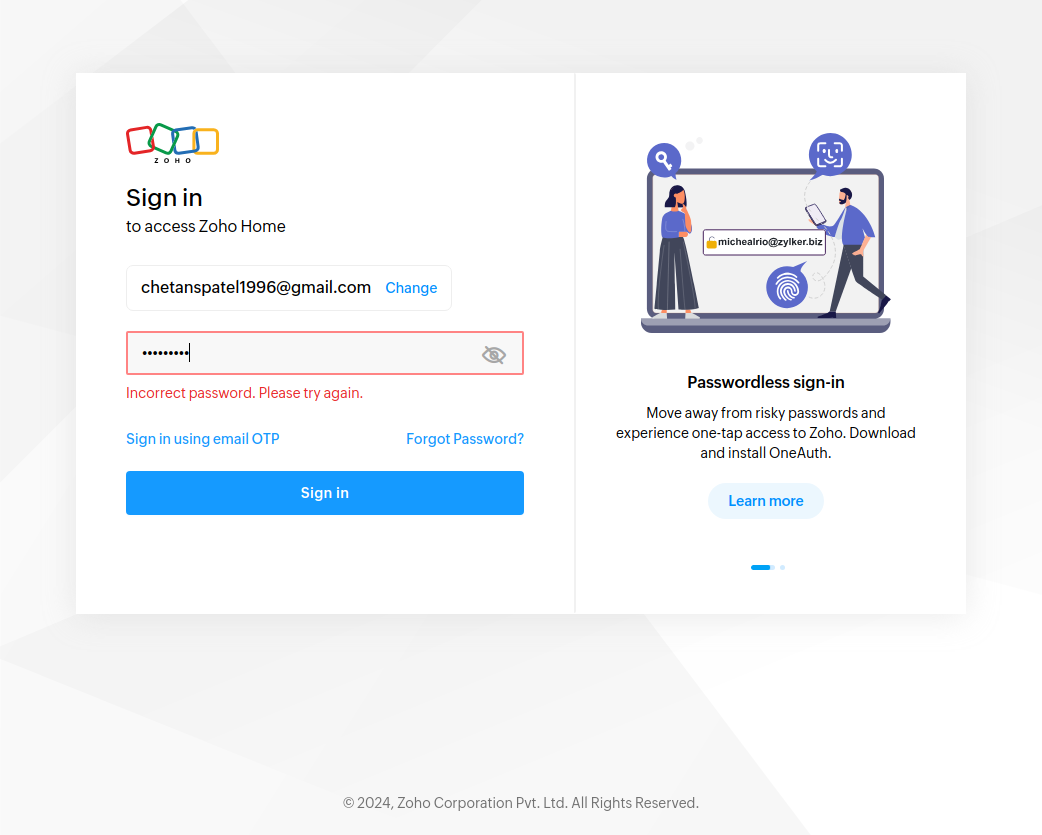 ZOHO
Sign in
to access Zoho Home
chetanspatel1996@gmail.com Change
•••••••••
Incorrect password. Please try again.
Sign in using email OTP Forgot Password?
Sign in
michealrio@zylker.biz
Passwordless sign-in
Move away from risky passwords and
experience one-tap access to Zoho. Download
and install OneAuth.
Learn more
© 2024, Zoho Corporation Pvt. Ltd. All Rights Reserved.